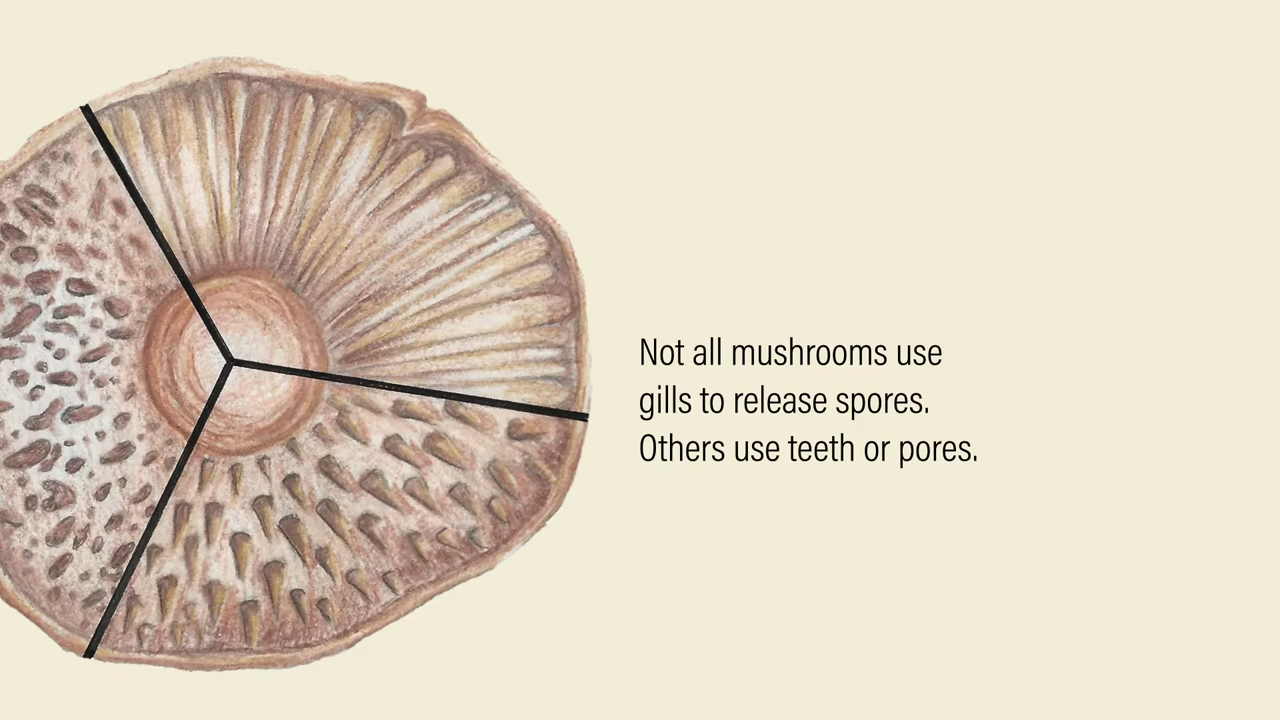 Not all mushrooms use
gills to release spores.
Others use teeth or pores.